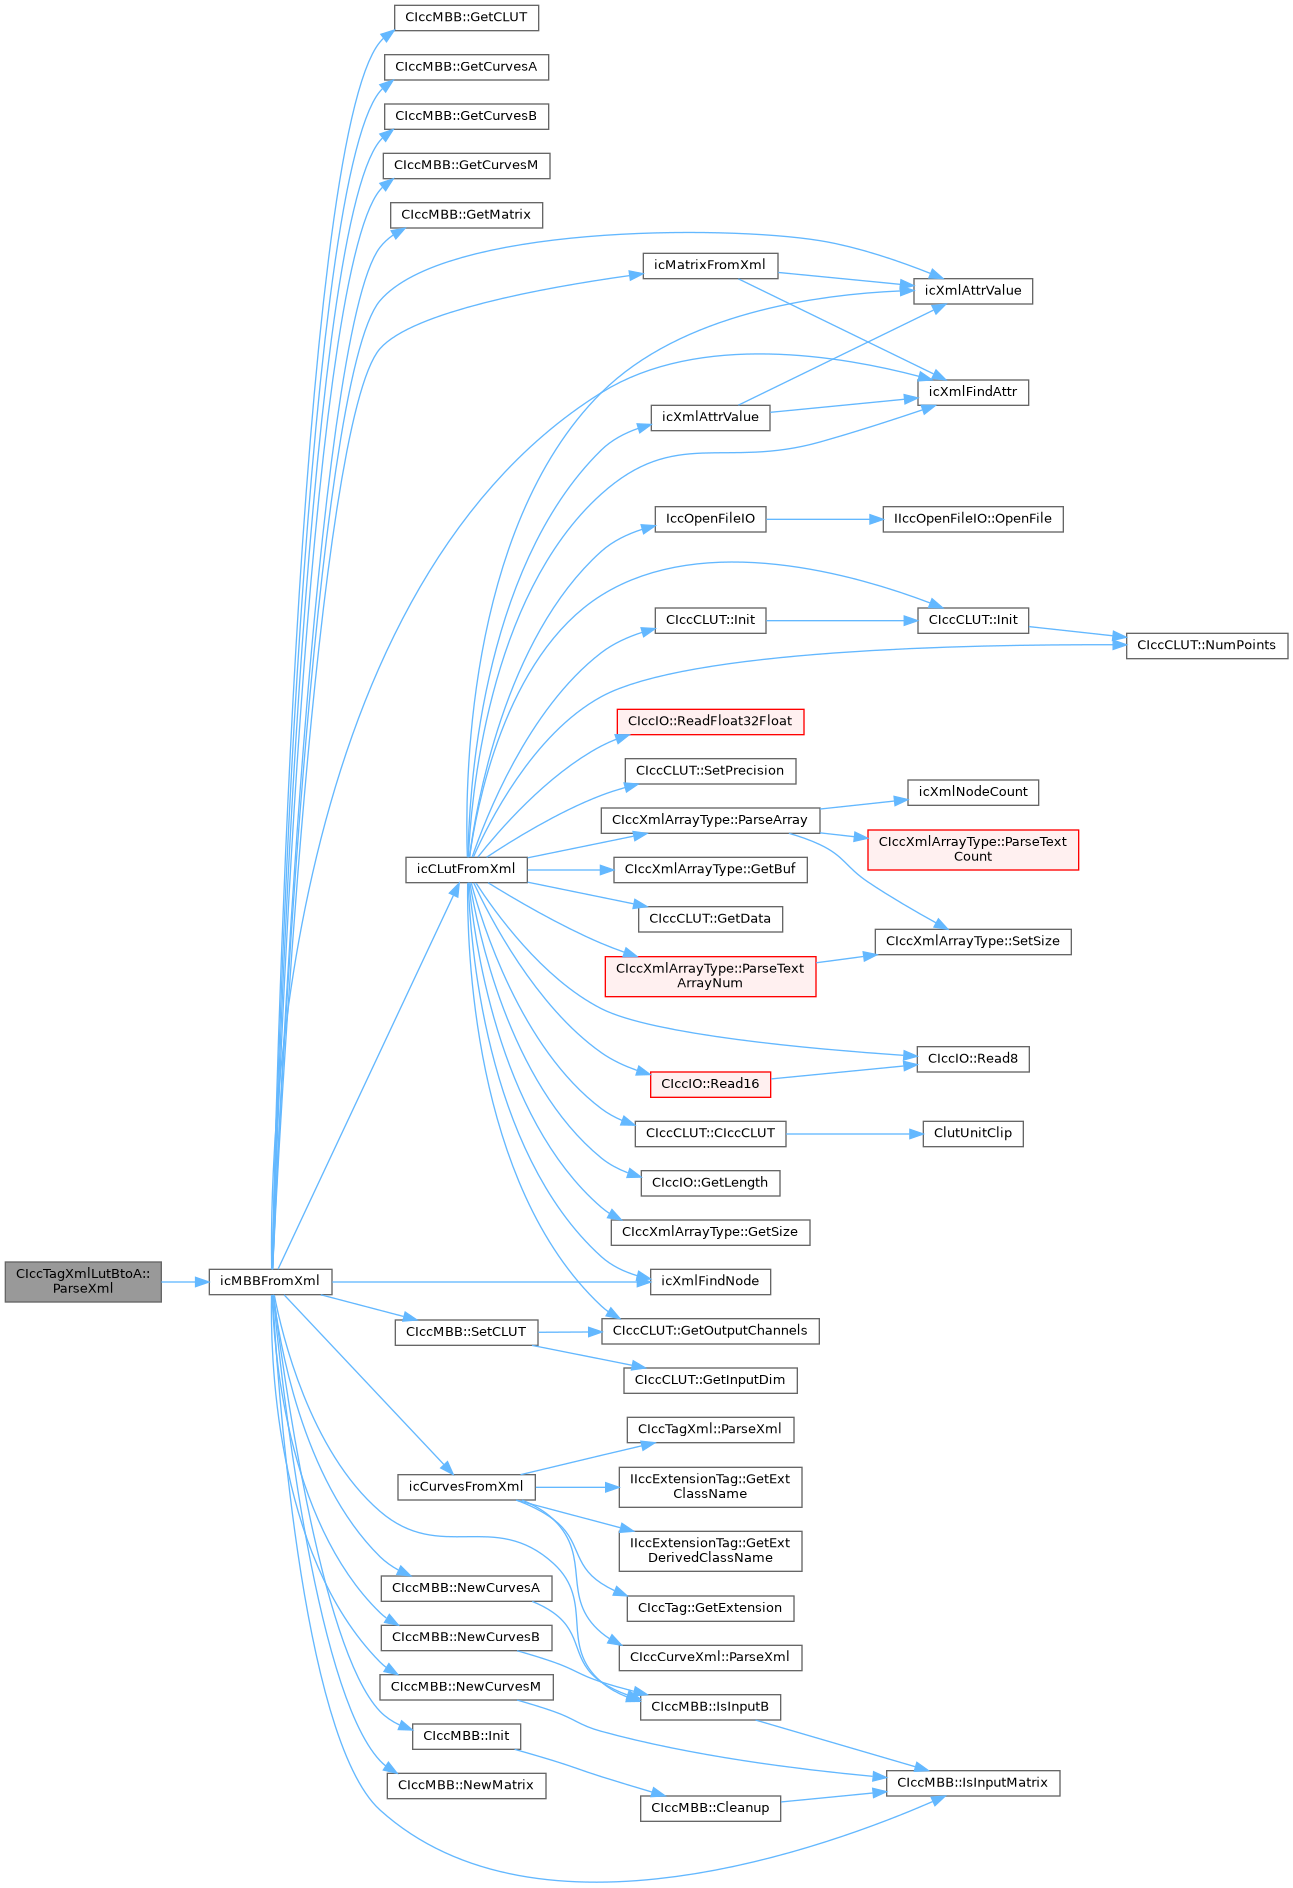 CIccMBB::GetCLUT
CIccMBB::GetCurvesA
CIccMBB::GetCurvesB
CIccMBB::GetCurvesM
CIccMBB::GetMatrix
icMatrixFromXml
icXmlAttrValue
icXmlFindAttr
icXmlAttrValue
IccOpenFileIO
IIccOpenFileIO::OpenFile
CIccCLUT::Init
CIccCLUT::Init
CIccCLUT::NumPoints
CIccIO::ReadFloat32Float
CIccCLUT::SetPrecision
icXmlNodeCount
CIccXmlArrayType::ParseArray
CIccXmlArrayType::ParseText
Count
icCLutFromXml
CIccXmlArrayType::GetBuf
CIccCLUT::GetData
CIccXmlArrayType::SetSize
CIccXmlArrayType::ParseText
ArrayNum
CIccIO::Read8
CIccIO::Read16
CIccCLUT::CIccCLUT
ClutUnitClip
CIccIO::GetLength
CIccXmlArrayType::GetSize
CIccTagXmlLutBtoA::
ParseXml
icMBBFromXml
icXmlFindNode
CIccMBB::SetCLUT
CIccCLUT::GetOutputChannels
CIccCLUT::GetInputDim
CIccTagXml::ParseXml
icCurvesFromXml
IIccExtensionTag::GetExt
ClassName
IIccExtensionTag::GetExt
DerivedClassName
CIccMBB::NewCurvesA
CIccTag::GetExtension
CIccMBB::NewCurvesB
CIccCurveXml::ParseXml
CIccMBB::NewCurvesM
CIccMBB::IsInputB
CIccMBB::Init
CIccMBB::NewMatrix
CIccMBB::IsInputMatrix
CIccMBB::Cleanup